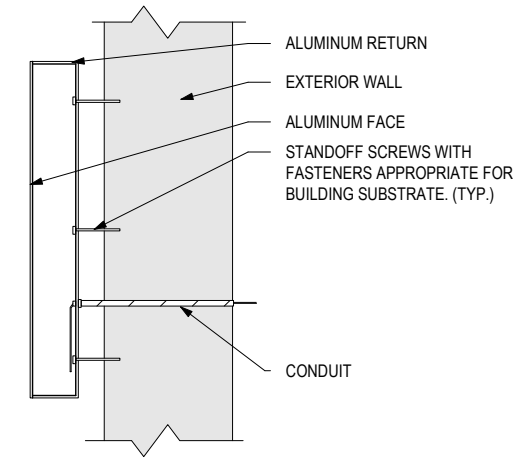 ALUMINUM RETURN
EXTERIOR WALL
ALUMINUM FACE
STANDOFF SCREWS WITH
FASTENERS APPROPRIATE FOR
BUILDING SUBSTRATE. (TYP.)
CONDUIT